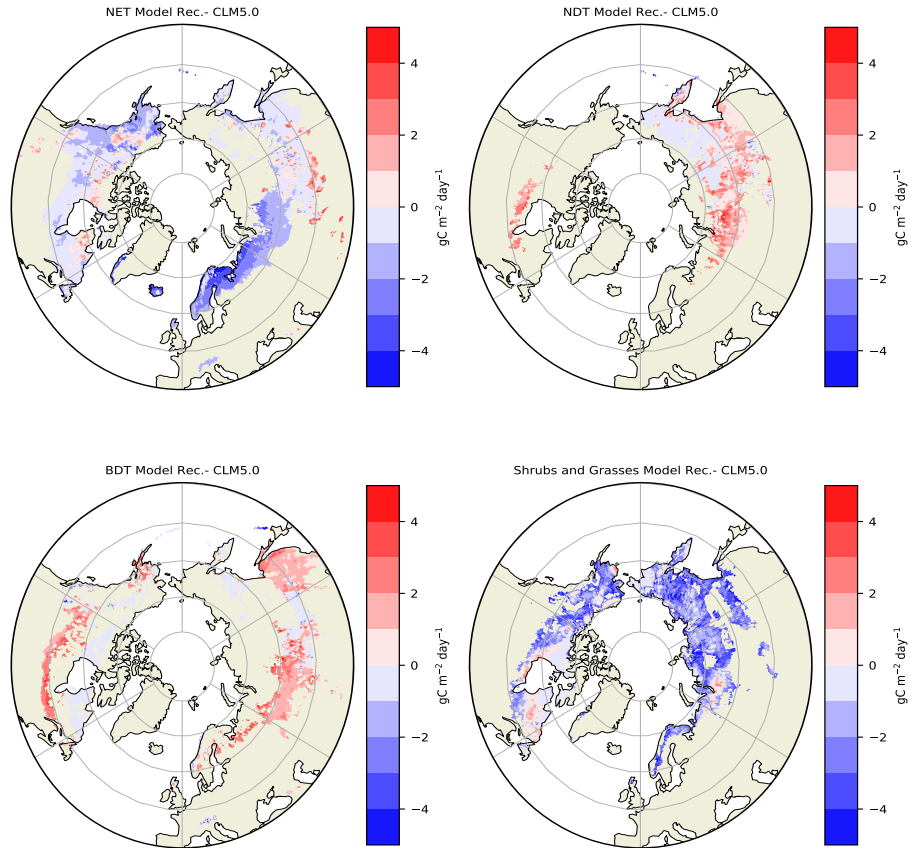 NET Model Rec.- CLM5.0
4
2
0
−2
−4
gC m⁻² day⁻¹
NDT Model Rec.- CLM5.0
4
2
0
−2
−4
gC m⁻² day⁻¹
BDT Model Rec.- CLM5.0
4
2
0
−2
−4
gC m⁻² day⁻¹
Shrubs and Grasses Model Rec.- CLM5.0
4
2
0
−2
−4
gC m⁻² day⁻¹